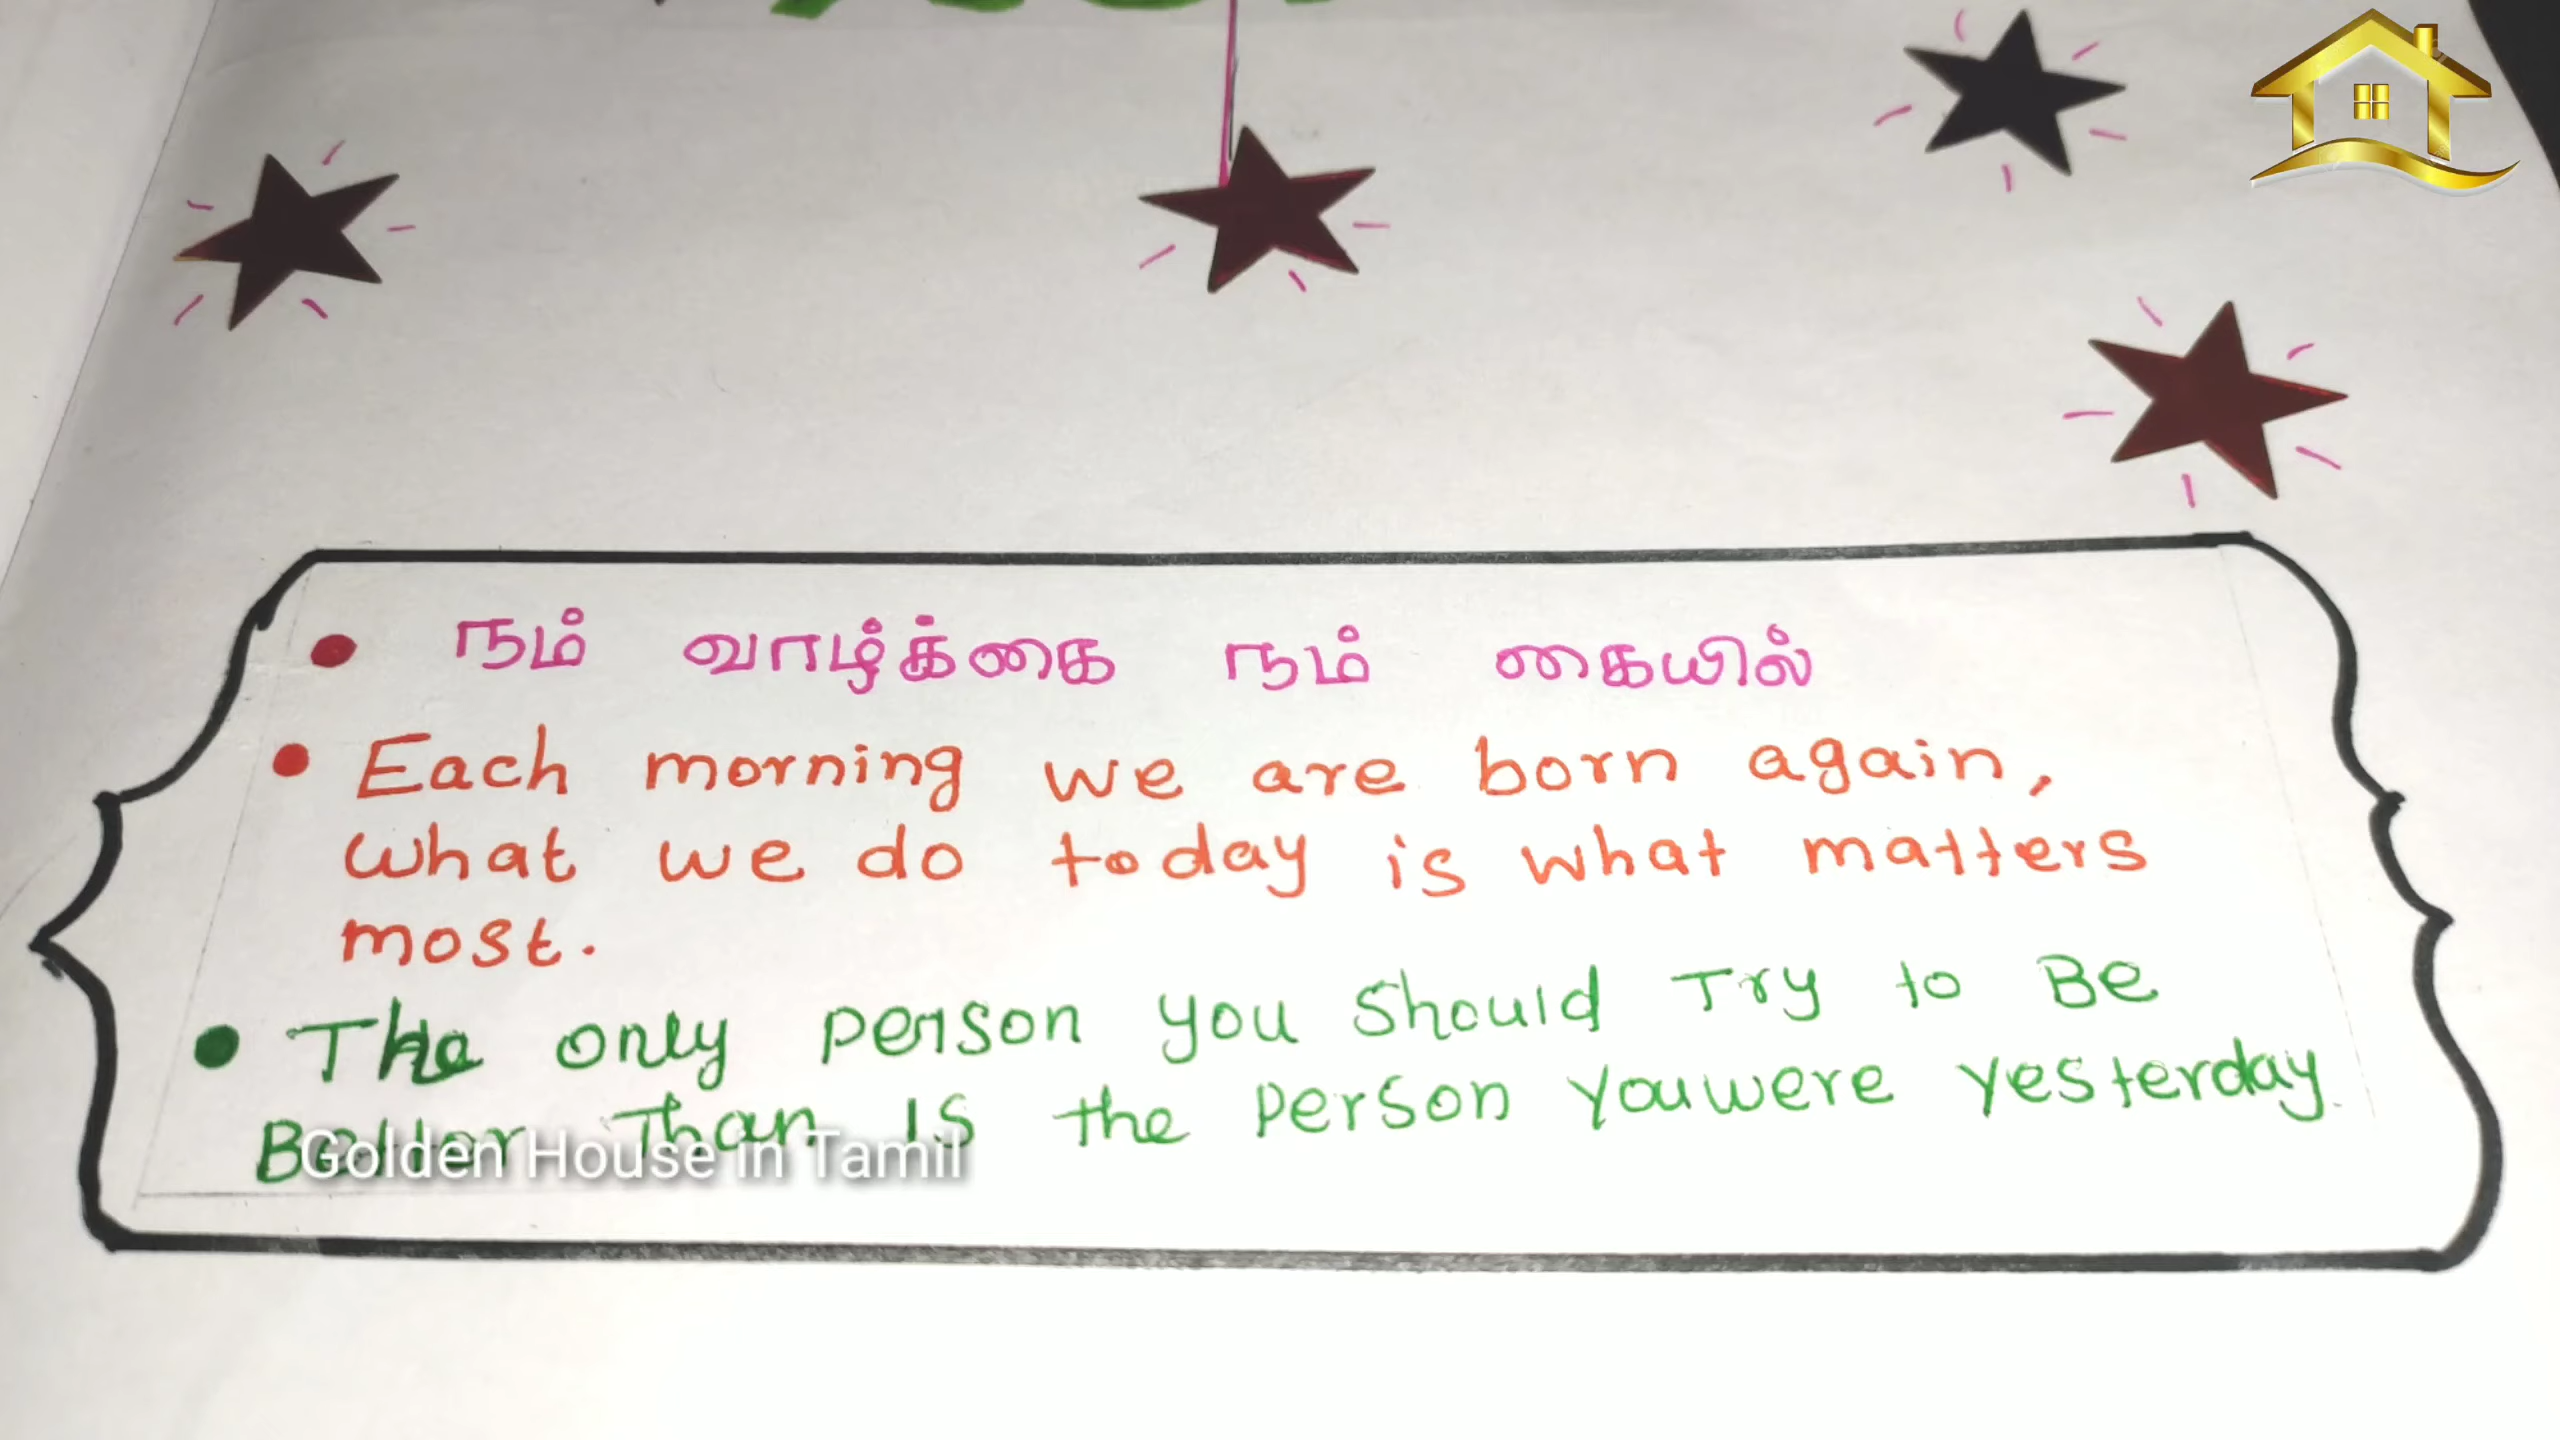 நம் வாழ்க்கை நம் கையில்
Each morning we are born again,
what we do today is what matters
most.
The only person you should Try to Be
Better Than is the person you were yesterday.
Golden House in Tamil